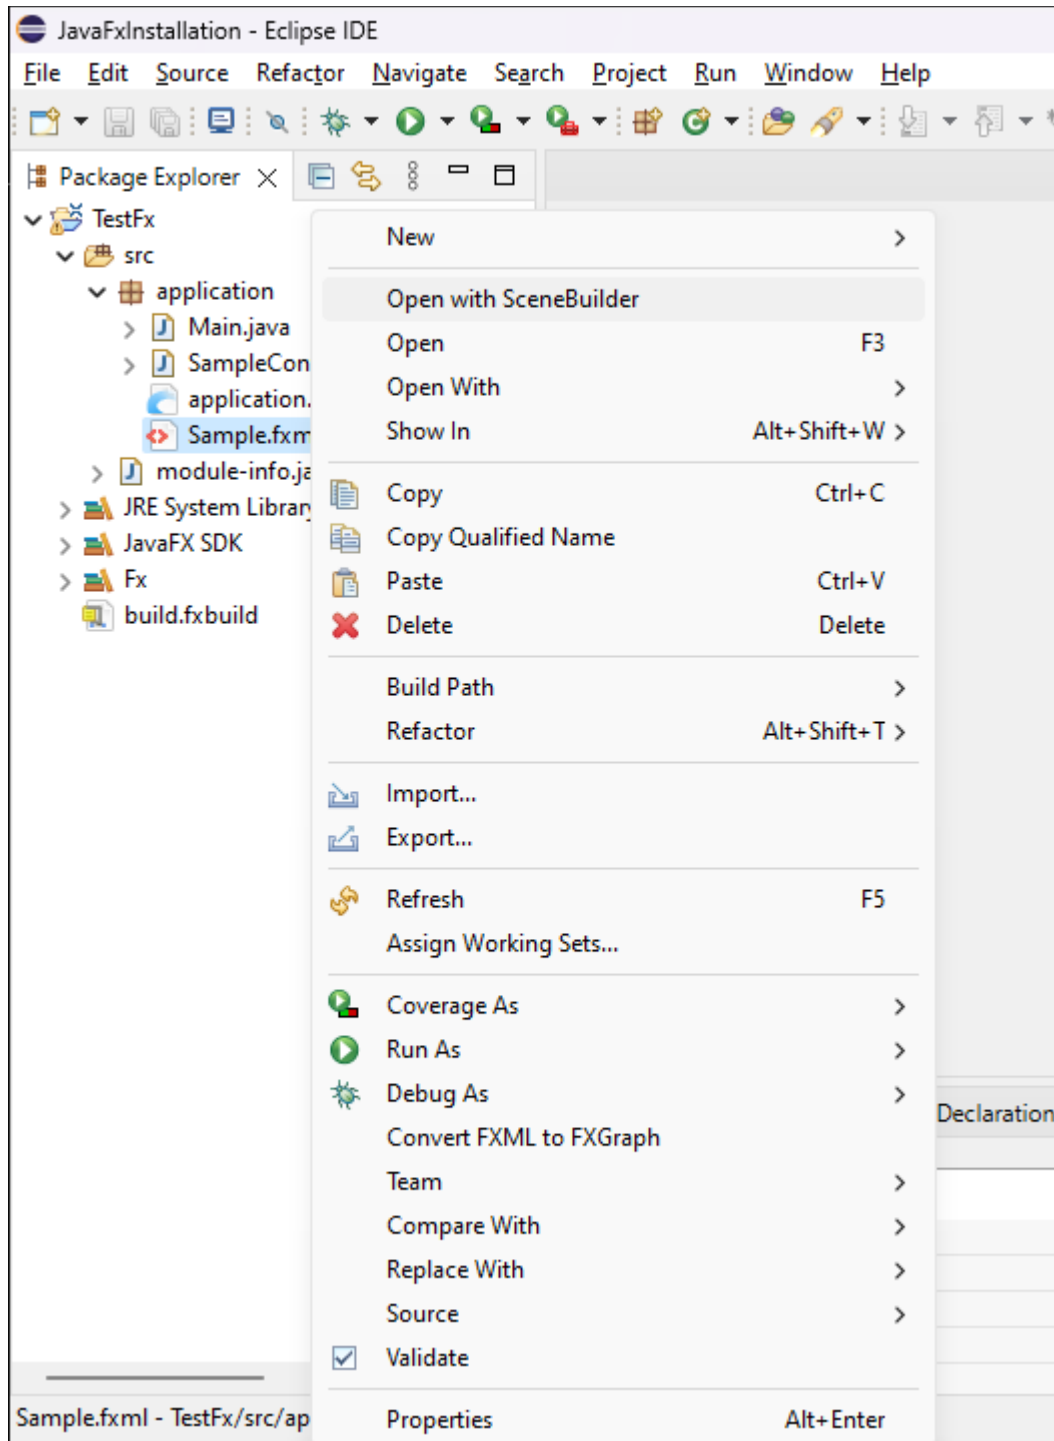 JavaFxInstallation - Eclipse IDE
File Edit Source Refactor Navigate Search Project Run Window Help
Package Explorer
TestFx
src
application
Main.java
SampleCon
application.
Sample.fxm
module-info.ja
JRE System Library
JavaFX SDK
Fx
build.fxbuild
New
Open with SceneBuilder
Open F3
Open With
Show In Alt+Shift+W
Copy Ctrl+C
Copy Qualified Name
Paste Ctrl+V
Delete Delete
Build Path
Refactor Alt+Shift+T
Import...
Export...
Refresh F5
Assign Working Sets...
Coverage As
Run As
Debug As
Convert FXML to FXGraph
Team
Compare With
Replace With
Source
Validate
Properties Alt+Enter
Declaration
Sample.fxml - TestFx/src/ap